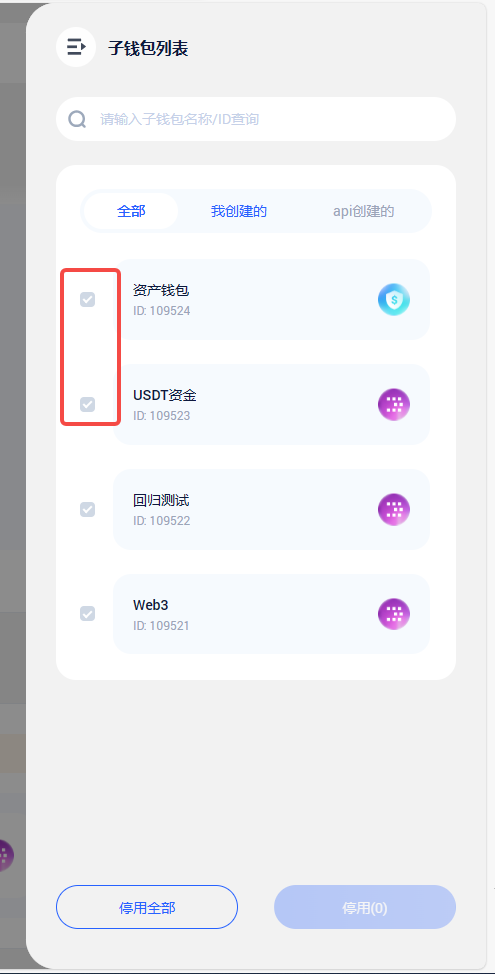 子钱包列表
请输入子钱包名称/ID查询
全部 我创建的 api创建的
资产钱包
ID: 109524
USDT资金
ID: 109523
回归测试
ID: 109522
Web3
ID: 109521
停用全部 停用(0)